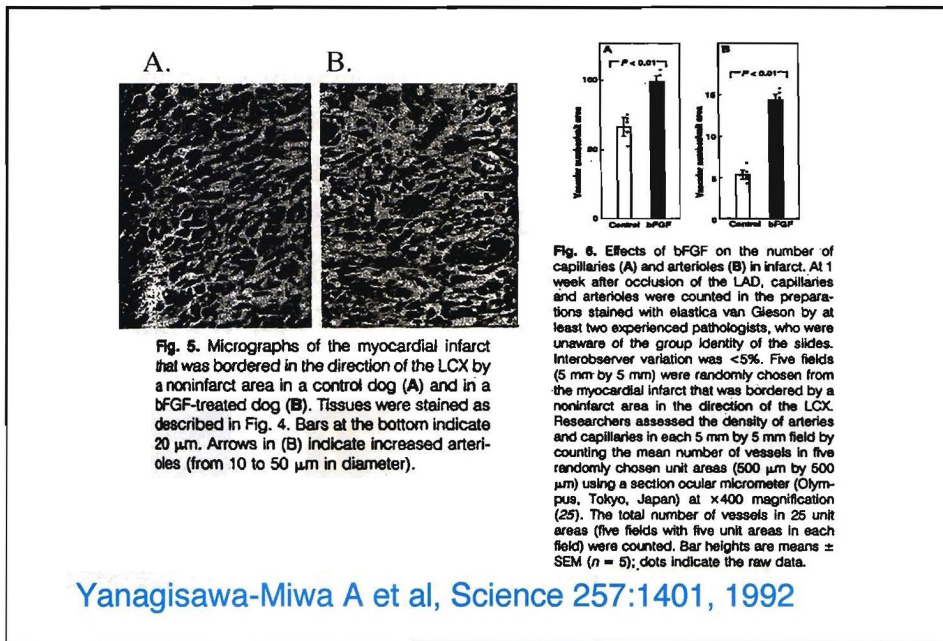 A.
B.
Fig. 5. Micrographs of the myocardial infarct
that was bordered in the direction of the LCX by
a noninfarct area in a control dog (A) and in a
bFGF-treated dog (B). Tissues were stained as
described in Fig. 4. Bars at the bottom indicate
20 μm. Arrows in (B) indicate increased arteri-
oles (from 10 to 50 μm in diameter).
A
P < 0.01
100
50
0
Control bFGF
B
P < 0.01
15
10
5
0
Control bFGF
Fig. 6. Effects of bFGF on the number of
capillaries (A) and arterioles (B) in infarct. At 1
week after occlusion of the LAD, capillaries
and arterioles were counted in the prepara-
tions stained with elastica van Gieson by at
least two experienced pathologists, who were
unaware of the group identity of the slides.
Interobserver variation was <5%. Five fields
(5 mm by 5 mm) were randomly chosen from
the myocardial infarct that was bordered by a
noninfarct area in the direction of the LCX.
Researchers assessed the density of arteries
and capillaries in each 5 mm by 5 mm field by
counting the mean number of vessels in five
randomly chosen unit areas (500 μm by 500
μm) using a section ocular micrometer (Olym-
pus, Tokyo, Japan) at ×400 magnification
(25). The total number of vessels in 25 unit
areas (five fields with five unit areas in each
field) were counted. Bar heights are means ±
SEM (n = 5); dots indicate the raw data.
Yanagisawa-Miwa A et al, Science 257:1401, 1992